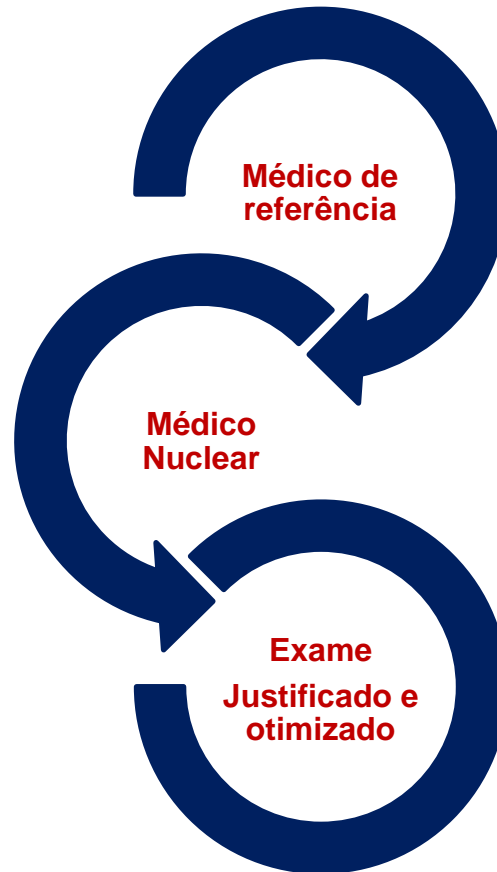 Médico de
referência
Médico
Nuclear
Exame
Justificado e
otimizado